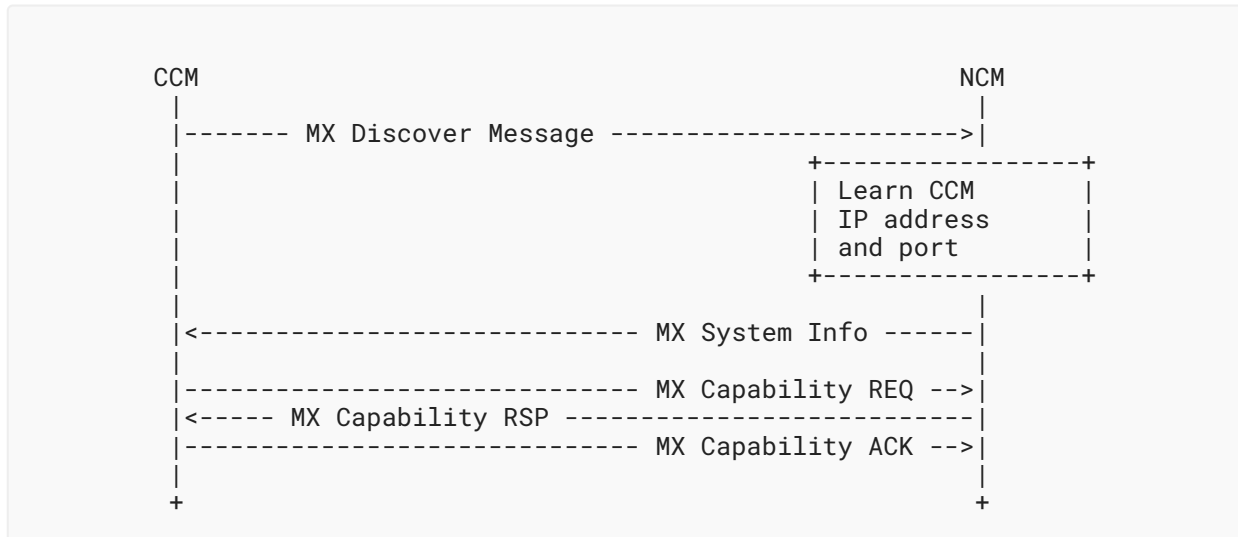 CCM NCM
MX Discover Message
Learn CCM
IP address
and port
MX System Info
MX Capability REQ
MX Capability RSP
MX Capability ACK